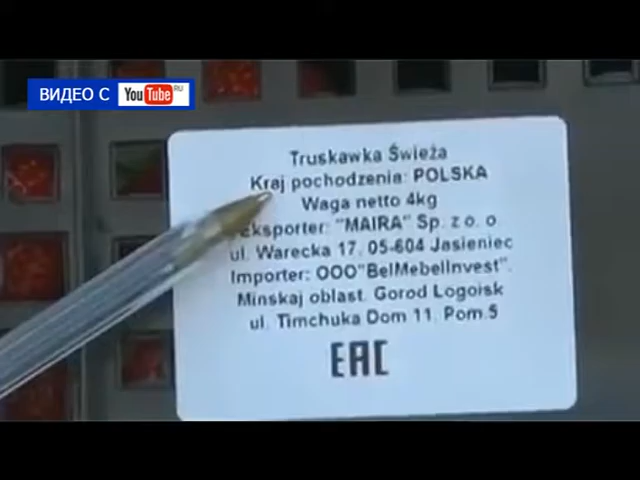 ВИДЕО С YouTube RU
Truskawka Świeża
Kraj pochodzenia: POLSKA
Waga netto 4kg
Eksporter: "MAIRA" Sp. z o. o
ul. Warecka 17, 05-604 Jasieniec
Importer: OOO"BelMebelInvest".
Minskaj oblast. Gorod Logoisk
ul. Timchuka Dom 11. Pom.5
EAC